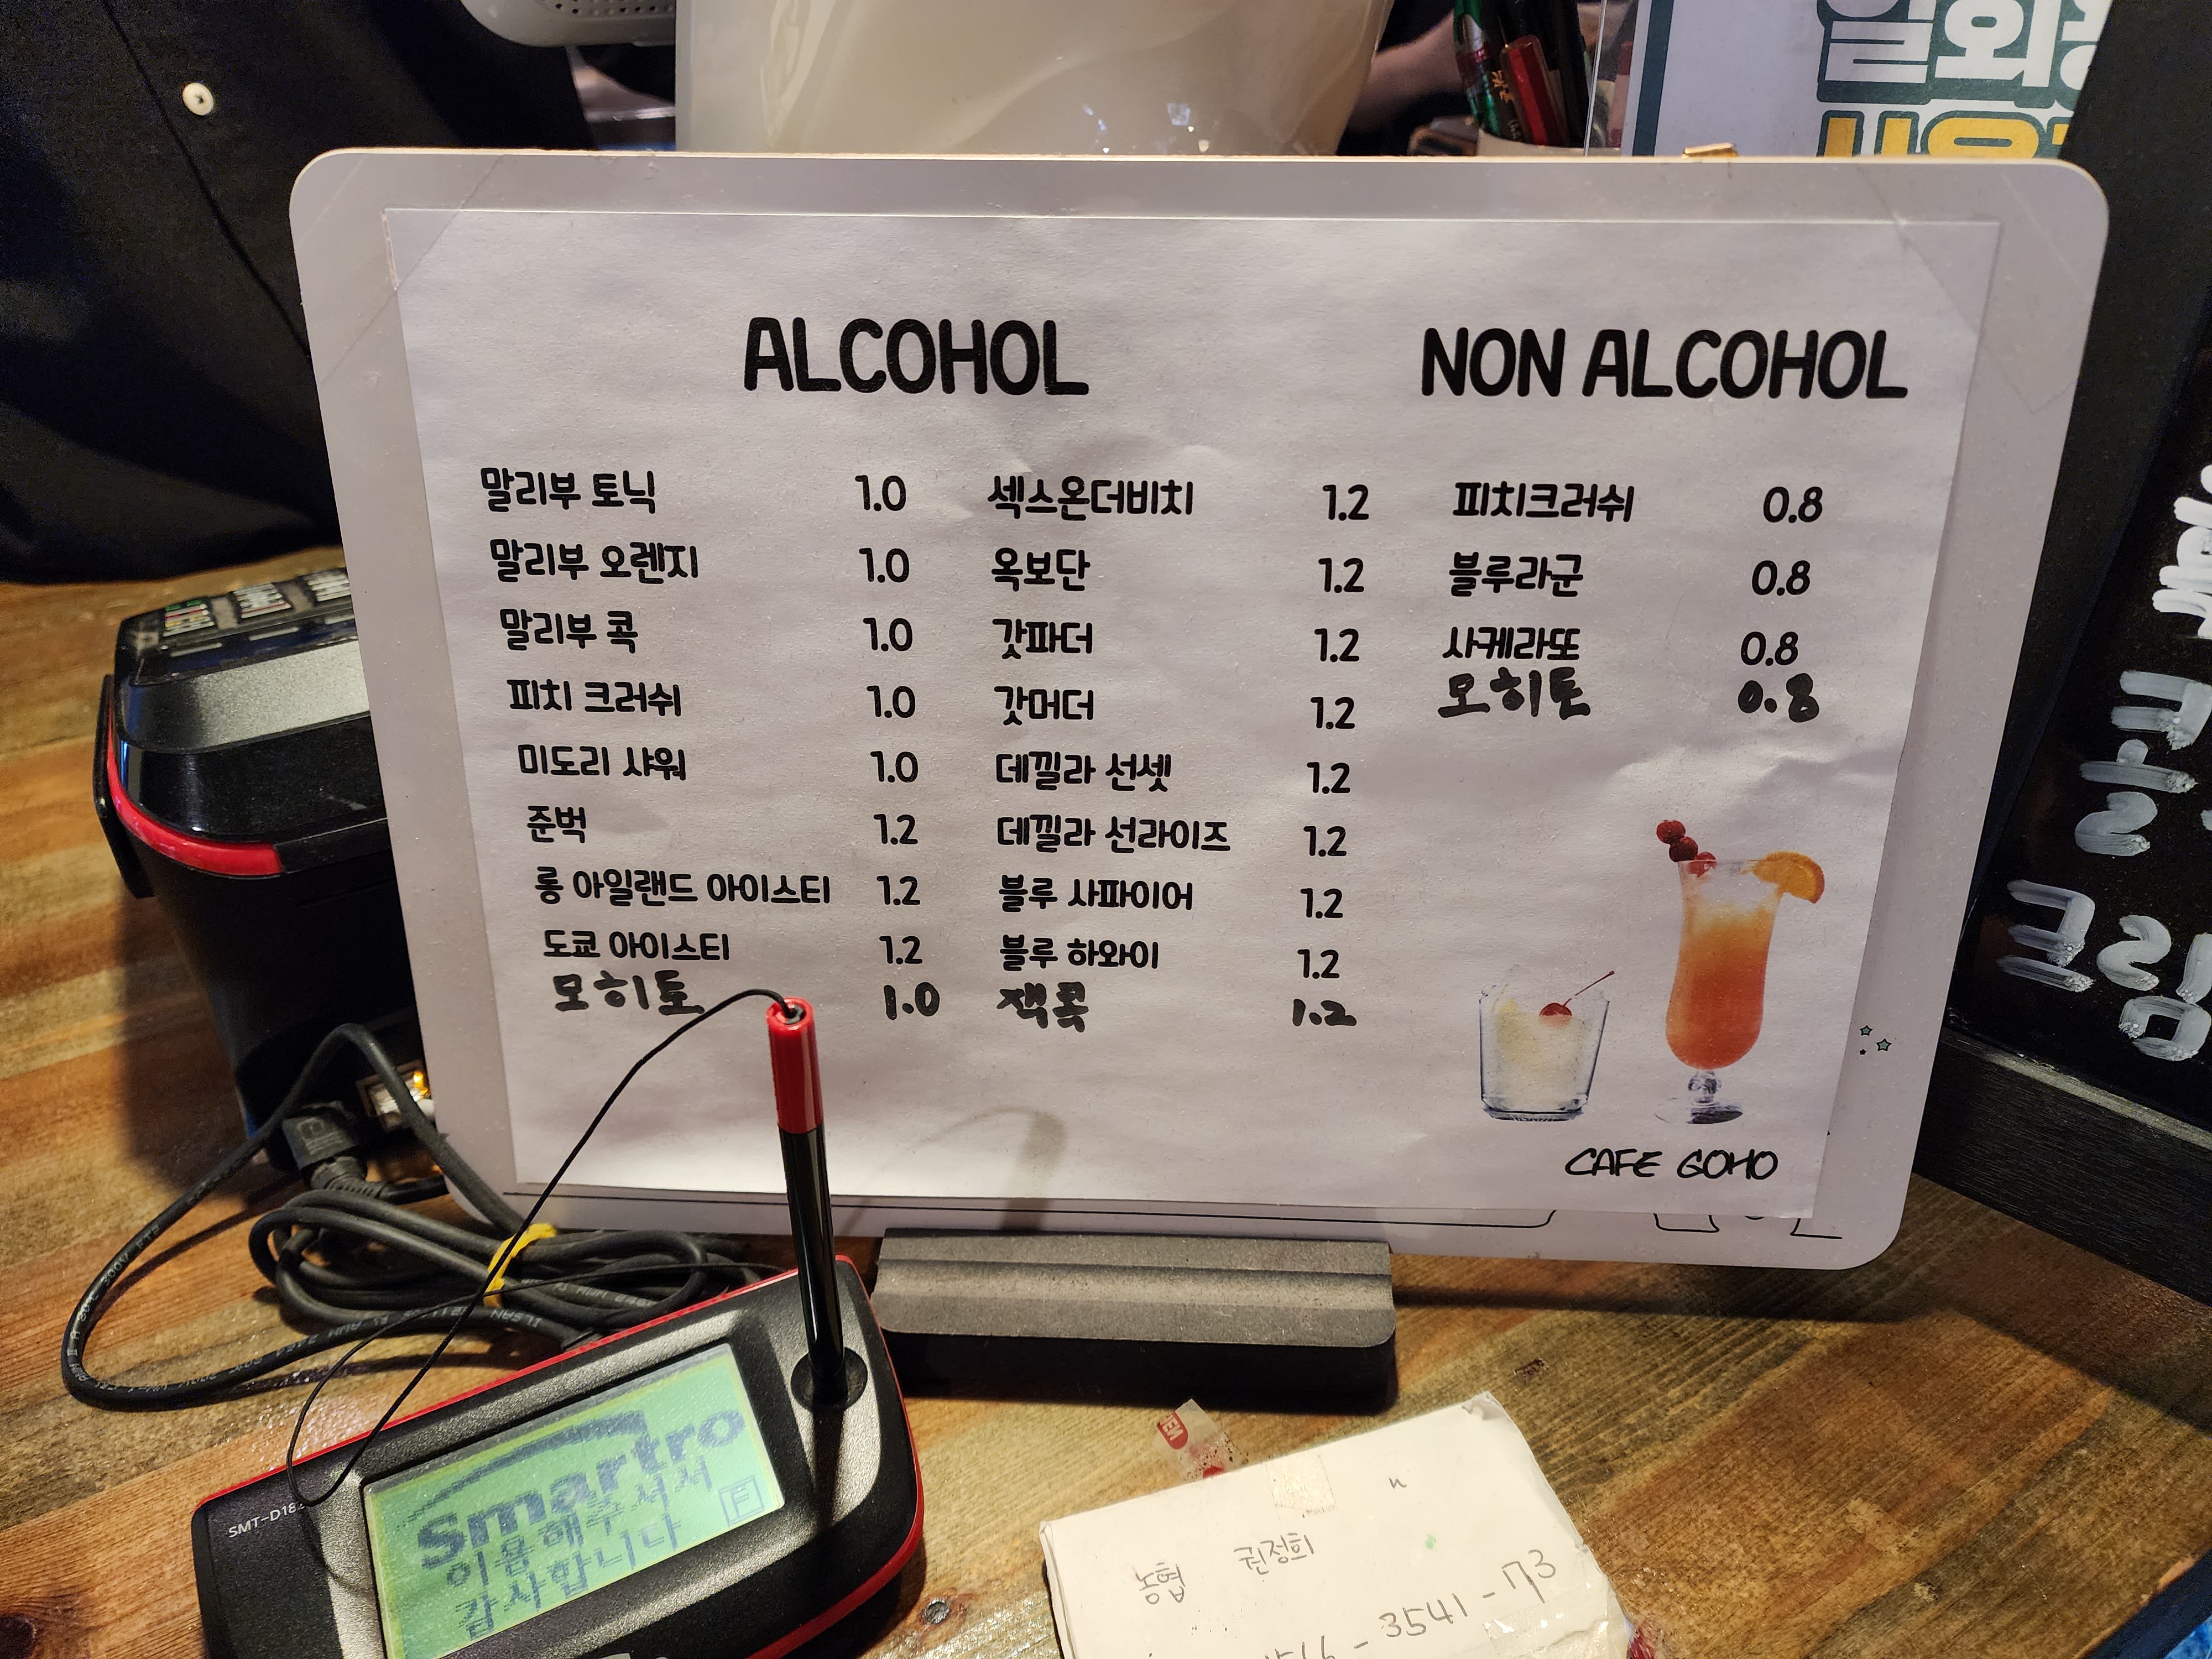 ALCOHOL
NON ALCOHOL
말리부 토닉 1.0
말리부 오렌지 1.0
말리부 콕 1.0
피치 크러쉬 1.0
미도리 샤워 1.0
준벅 1.2
롱 아일랜드 아이스티 1.2
도쿄 아이스티 1.2
모히토 1.0
섹스온더비치 1.2
옥보단 1.2
갓파더 1.2
갓머더 1.2
데낄라 선셋 1.2
데낄라 선라이즈 1.2
블루 사파이어 1.2
블루 하와이 1.2
잭콕 1.2
피치크러쉬 0.8
블루라군 0.8
사케라또 0.8
모히토 0.8
CAFE GOHO
크림
Smartro
이용해주셔서
감사합니다
농협 권정희
-3541-73